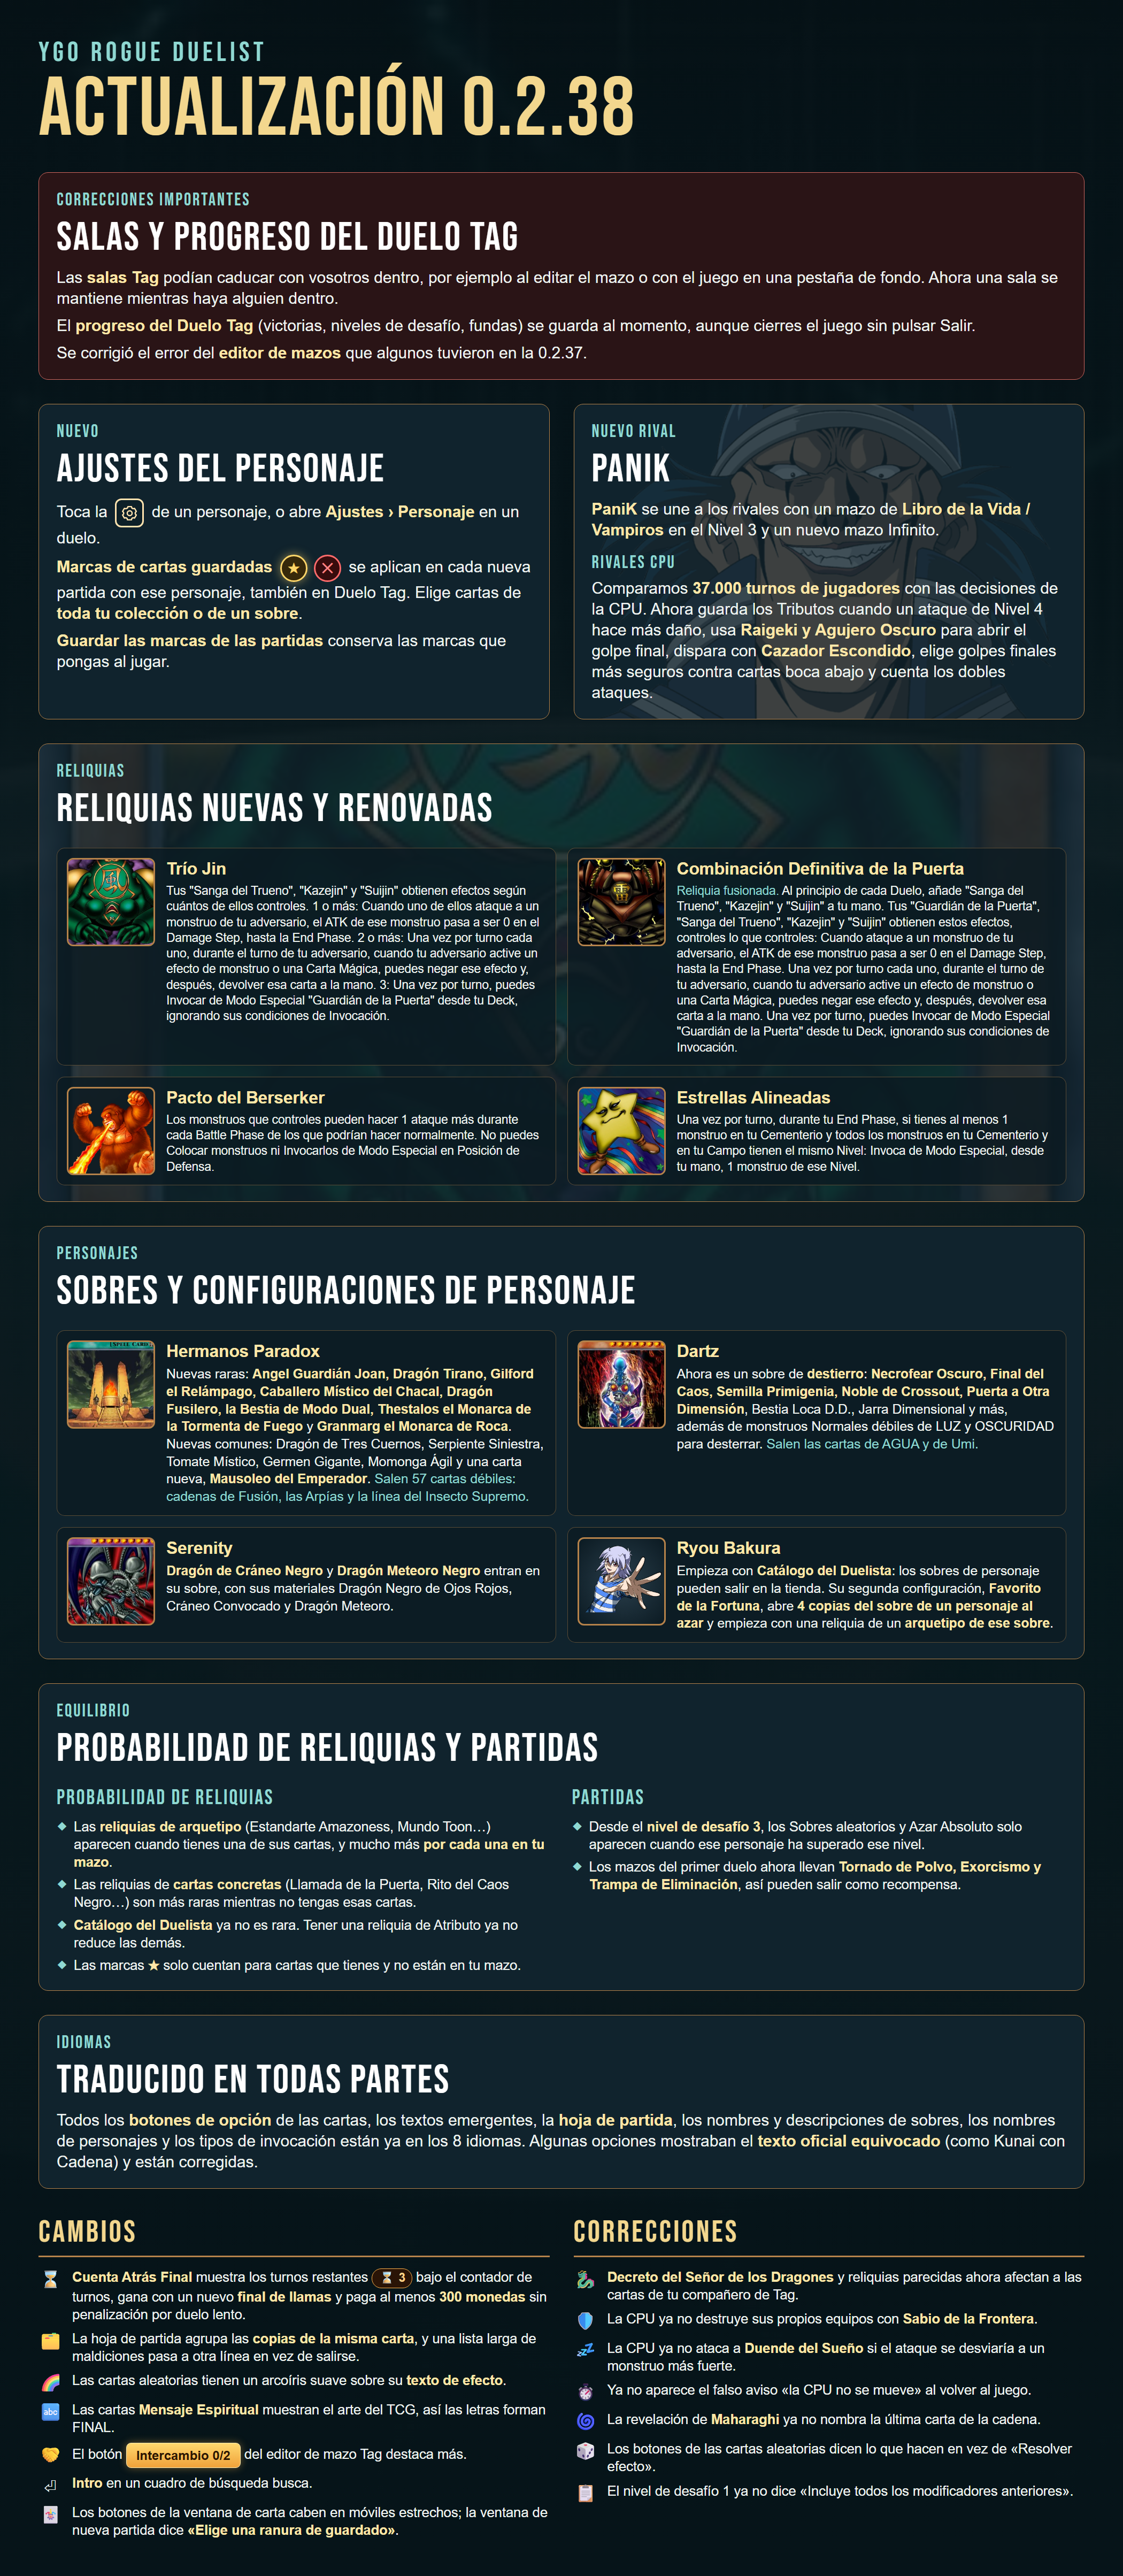 YGO ROGUE DUELIST
ACTUALIZACIÓN 0.2.38
CORRECCIONES IMPORTANTES
SALAS Y PROGRESO DEL DUELO TAG
Las salas Tag podían caducar con vosotros dentro, por ejemplo al editar el mazo o con el juego en una pestaña de fondo. Ahora una sala se
mantiene mientras haya alguien dentro.
El progreso del Duelo Tag (victorias, niveles de desafío, fundas) se guarda al momento, aunque cierres el juego sin pulsar Salir.
Se corrigió el error del editor de mazos que algunos tuvieron en la 0.2.37.
NUEVO
AJUSTES DEL PERSONAJE
Toca la de un personaje, o abre Ajustes › Personaje en un
duelo.
Marcas de cartas guardadas ★ ✕ se aplican en cada nueva
partida con ese personaje, también en Duelo Tag. Elige cartas de
toda tu colección o de un sobre.
Guardar las marcas de las partidas conserva las marcas que
pongas al jugar.
NUEVO RIVAL
PANIK
PaniK se une a los rivales con un mazo de Libro de la Vida /
Vampiros en el Nivel 3 y un nuevo mazo Infinito.
RIVALES CPU
Comparamos 37.000 turnos de jugadores con las decisiones de
la CPU. Ahora guarda los Tributos cuando un ataque de Nivel 4
hace más daño, usa Raigeki y Agujero Oscuro para abrir el
golpe final, dispara con Cazador Escondido, elige golpes finales
más seguros contra cartas boca abajo y cuenta los dobles
ataques.
RELIQUIAS
RELIQUIAS NUEVAS Y RENOVADAS
Trío Jin
Tus "Sanga del Trueno", "Kazejin" y "Suijin" obtienen efectos según
cuántos de ellos controles. 1 o más: Cuando uno de ellos ataque a un
monstruo de tu adversario, el ATK de ese monstruo pasa a ser 0 en el
Damage Step, hasta la End Phase. 2 o más: Una vez por turno cada
uno, durante el turno de tu adversario, cuando tu adversario active un
efecto de monstruo o una Carta Mágica, puedes negar ese efecto y,
después, devolver esa carta a la mano. 3: Una vez por turno, puedes
Invocar de Modo Especial "Guardián de la Puerta" desde tu Deck,
ignorando sus condiciones de Invocación.
Combinación Definitiva de la Puerta
Reliquia fusionada. Al principio de cada Duelo, añade "Sanga del
Trueno", "Kazejin" y "Suijin" a tu mano. Tus "Guardián de la Puerta",
"Sanga del Trueno", "Kazejin" y "Suijin" obtienen estos efectos,
controles lo que controles: Cuando ataque a un monstruo de tu
adversario, el ATK de ese monstruo pasa a ser 0 en el Damage Step,
hasta la End Phase. Una vez por turno cada uno, durante el turno de
tu adversario, cuando tu adversario active un efecto de monstruo o
una Carta Mágica, puedes negar ese efecto y, después, devolver esa
carta a la mano. Una vez por turno, puedes Invocar de Modo Especial
"Guardián de la Puerta" desde tu Deck, ignorando sus condiciones de
Invocación.
Pacto del Berserker
Los monstruos que controles pueden hacer 1 ataque más durante
cada Battle Phase de los que podrían hacer normalmente. No puedes
Colocar monstruos ni Invocarlos de Modo Especial en Posición de
Defensa.
Estrellas Alineadas
Una vez por turno, durante tu End Phase, si tienes al menos 1
monstruo en tu Cementerio y todos los monstruos en tu Cementerio y
en tu Campo tienen el mismo Nivel: Invoca de Modo Especial, desde
tu mano, 1 monstruo de ese Nivel.
PERSONAJES
SOBRES Y CONFIGURACIONES DE PERSONAJE
Hermanos Paradox
Nuevas raras: Angel Guardián Joan, Dragón Tirano, Gilford
el Relámpago, Caballero Místico del Chacal, Dragón
Fusilero, la Bestia de Modo Dual, Thestalos el Monarca de
la Tormenta de Fuego y Granmarg el Monarca de Roca.
Nuevas comunes: Dragón de Tres Cuernos, Serpiente Siniestra,
Tomate Místico, Germen Gigante, Momonga Ágil y una carta
nueva, Mausoleo del Emperador. Salen 57 cartas débiles:
cadenas de Fusión, las Arpías y la línea del Insecto Supremo.
Dartz
Ahora es un sobre de destierro: Necrofear Oscuro, Final del
Caos, Semilla Primigenia, Noble de Crossout, Puerta a Otra
Dimensión, Bestia Loca D.D., Jarra Dimensional y más,
además de monstruos Normales débiles de LUZ y OSCURIDAD
para desterrar. Salen las cartas de AGUA y de Umi.
Serenity
Dragón de Cráneo Negro y Dragón Meteoro Negro entran en
su sobre, con sus materiales Dragón Negro de Ojos Rojos,
Cráneo Convocado y Dragón Meteoro.
Ryou Bakura
Empieza con Catálogo del Duelista: los sobres de personaje
pueden salir en la tienda. Su segunda configuración, Favorito
de la Fortuna, abre 4 copias del sobre de un personaje al
azar y empieza con una reliquia de un arquetipo de ese sobre.
EQUILIBRIO
PROBABILIDAD DE RELIQUIAS Y PARTIDAS
PROBABILIDAD DE RELIQUIAS
Las reliquias de arquetipo (Estandarte Amazoness, Mundo Toon…)
aparecen cuando tienes una de sus cartas, y mucho más por cada una en tu
mazo.
Las reliquias de cartas concretas (Llamada de la Puerta, Rito del Caos
Negro…) son más raras mientras no tengas esas cartas.
Catálogo del Duelista ya no es rara. Tener una reliquia de Atributo ya no
reduce las demás.
Las marcas ★ solo cuentan para cartas que tienes y no están en tu mazo.
PARTIDAS
Desde el nivel de desafío 3, los Sobres aleatorios y Azar Absoluto solo
aparecen cuando ese personaje ha superado ese nivel.
Los mazos del primer duelo ahora llevan Tornado de Polvo, Exorcismo y
Trampa de Eliminación, así pueden salir como recompensa.
IDIOMAS
TRADUCIDO EN TODAS PARTES
Todos los botones de opción de las cartas, los textos emergentes, la hoja de partida, los nombres y descripciones de sobres, los nombres
de personajes y los tipos de invocación están ya en los 8 idiomas. Algunas opciones mostraban el texto oficial equivocado (como Kunai con
Cadena) y están corregidas.
CAMBIOS
Cuenta Atrás Final muestra los turnos restantes ⌛ 3 bajo el contador de
turnos, gana con un nuevo final de llamas y paga al menos 300 monedas sin
penalización por duelo lento.
La hoja de partida agrupa las copias de la misma carta, y una lista larga de
maldiciones pasa a otra línea en vez de salirse.
Las cartas aleatorias tienen un arcoíris suave sobre su texto de efecto.
Las cartas Mensaje Espiritual muestran el arte del TCG, así las letras forman
FINAL.
El botón Intercambio 0/2 del editor de mazo Tag destaca más.
Intro en un cuadro de búsqueda busca.
Los botones de la ventana de carta caben en móviles estrechos; la ventana de
nueva partida dice «Elige una ranura de guardado».
CORRECCIONES
Decreto del Señor de los Dragones y reliquias parecidas ahora afectan a las
cartas de tu compañero de Tag.
La CPU ya no destruye sus propios equipos con Sabio de la Frontera.
La CPU ya no ataca a Duende del Sueño si el ataque se desviaría a un
monstruo más fuerte.
Ya no aparece el falso aviso «la CPU no se mueve» al volver al juego.
La revelación de Maharaghi ya no nombra la última carta de la cadena.
Los botones de las cartas aleatorias dicen lo que hacen en vez de «Resolver
efecto».
El nivel de desafío 1 ya no dice «Incluye todos los modificadores anteriores».